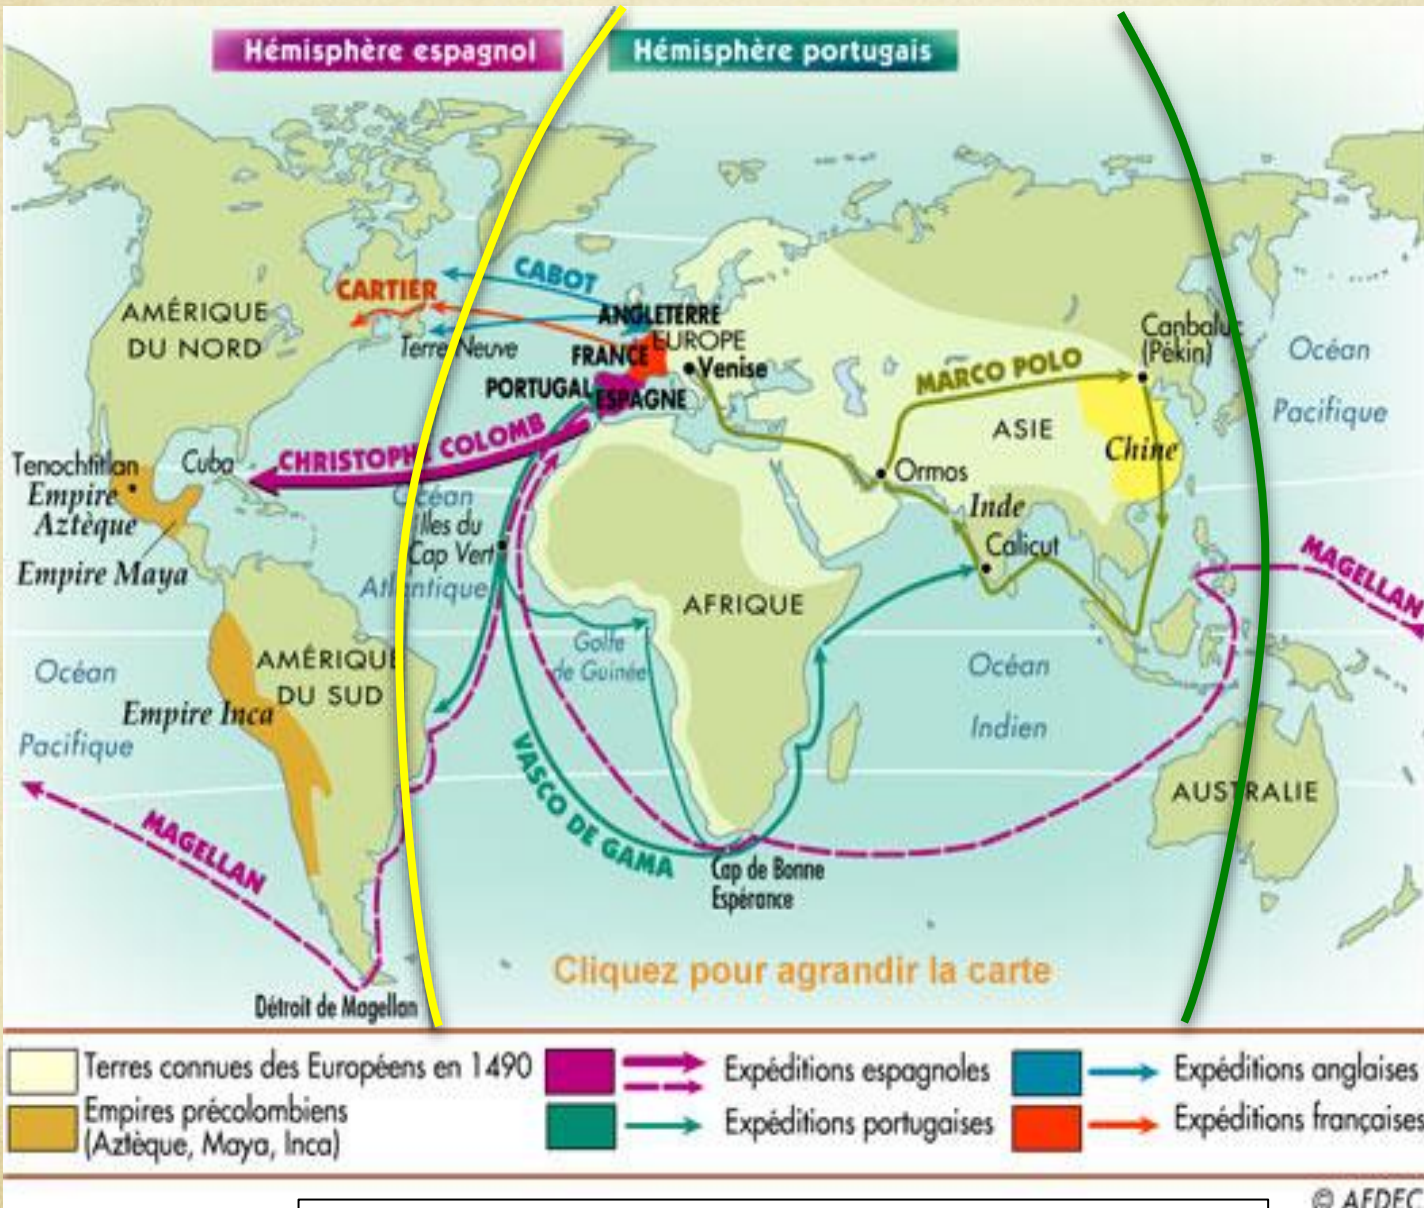 Hémisphère espagnol
Hémisphère portugais
CABOT
CARTIER
AMÉRIQUE
DU NORD
Terre Neuve
ANGLETERRE
EUROPE
FRANCE
Venise
PORTUGAL
ESPAGNE
MARCO POLO
Canbaluc
(Pékin)
Océan
Pacifique
ASIE
Chine
CHRISTOPHE COLOMB
Tenochtitlan
Cuba
Empire
Aztèque
Empire Maya
Océan
Iles du
Cap Vert
Atlantique
Ormos
Inde
Calicut
MAGELLAN
AFRIQUE
Golfe
de Guinée
Océan
Indien
Océan
Pacifique
AMÉRIQUE
DU SUD
Empire Inca
VASCO DE GAMA
AUSTRALIE
MAGELLAN
Cap de Bonne
Espérance
Cliquez pour agrandir la carte
Détroit de Magellan
Terres connues des Européens en 1490
Empires précolombiens
(Aztèque, Maya, Inca)
Expéditions espagnoles
Expéditions portugaises
Expéditions anglaises
Expéditions françaises
© AFDEC